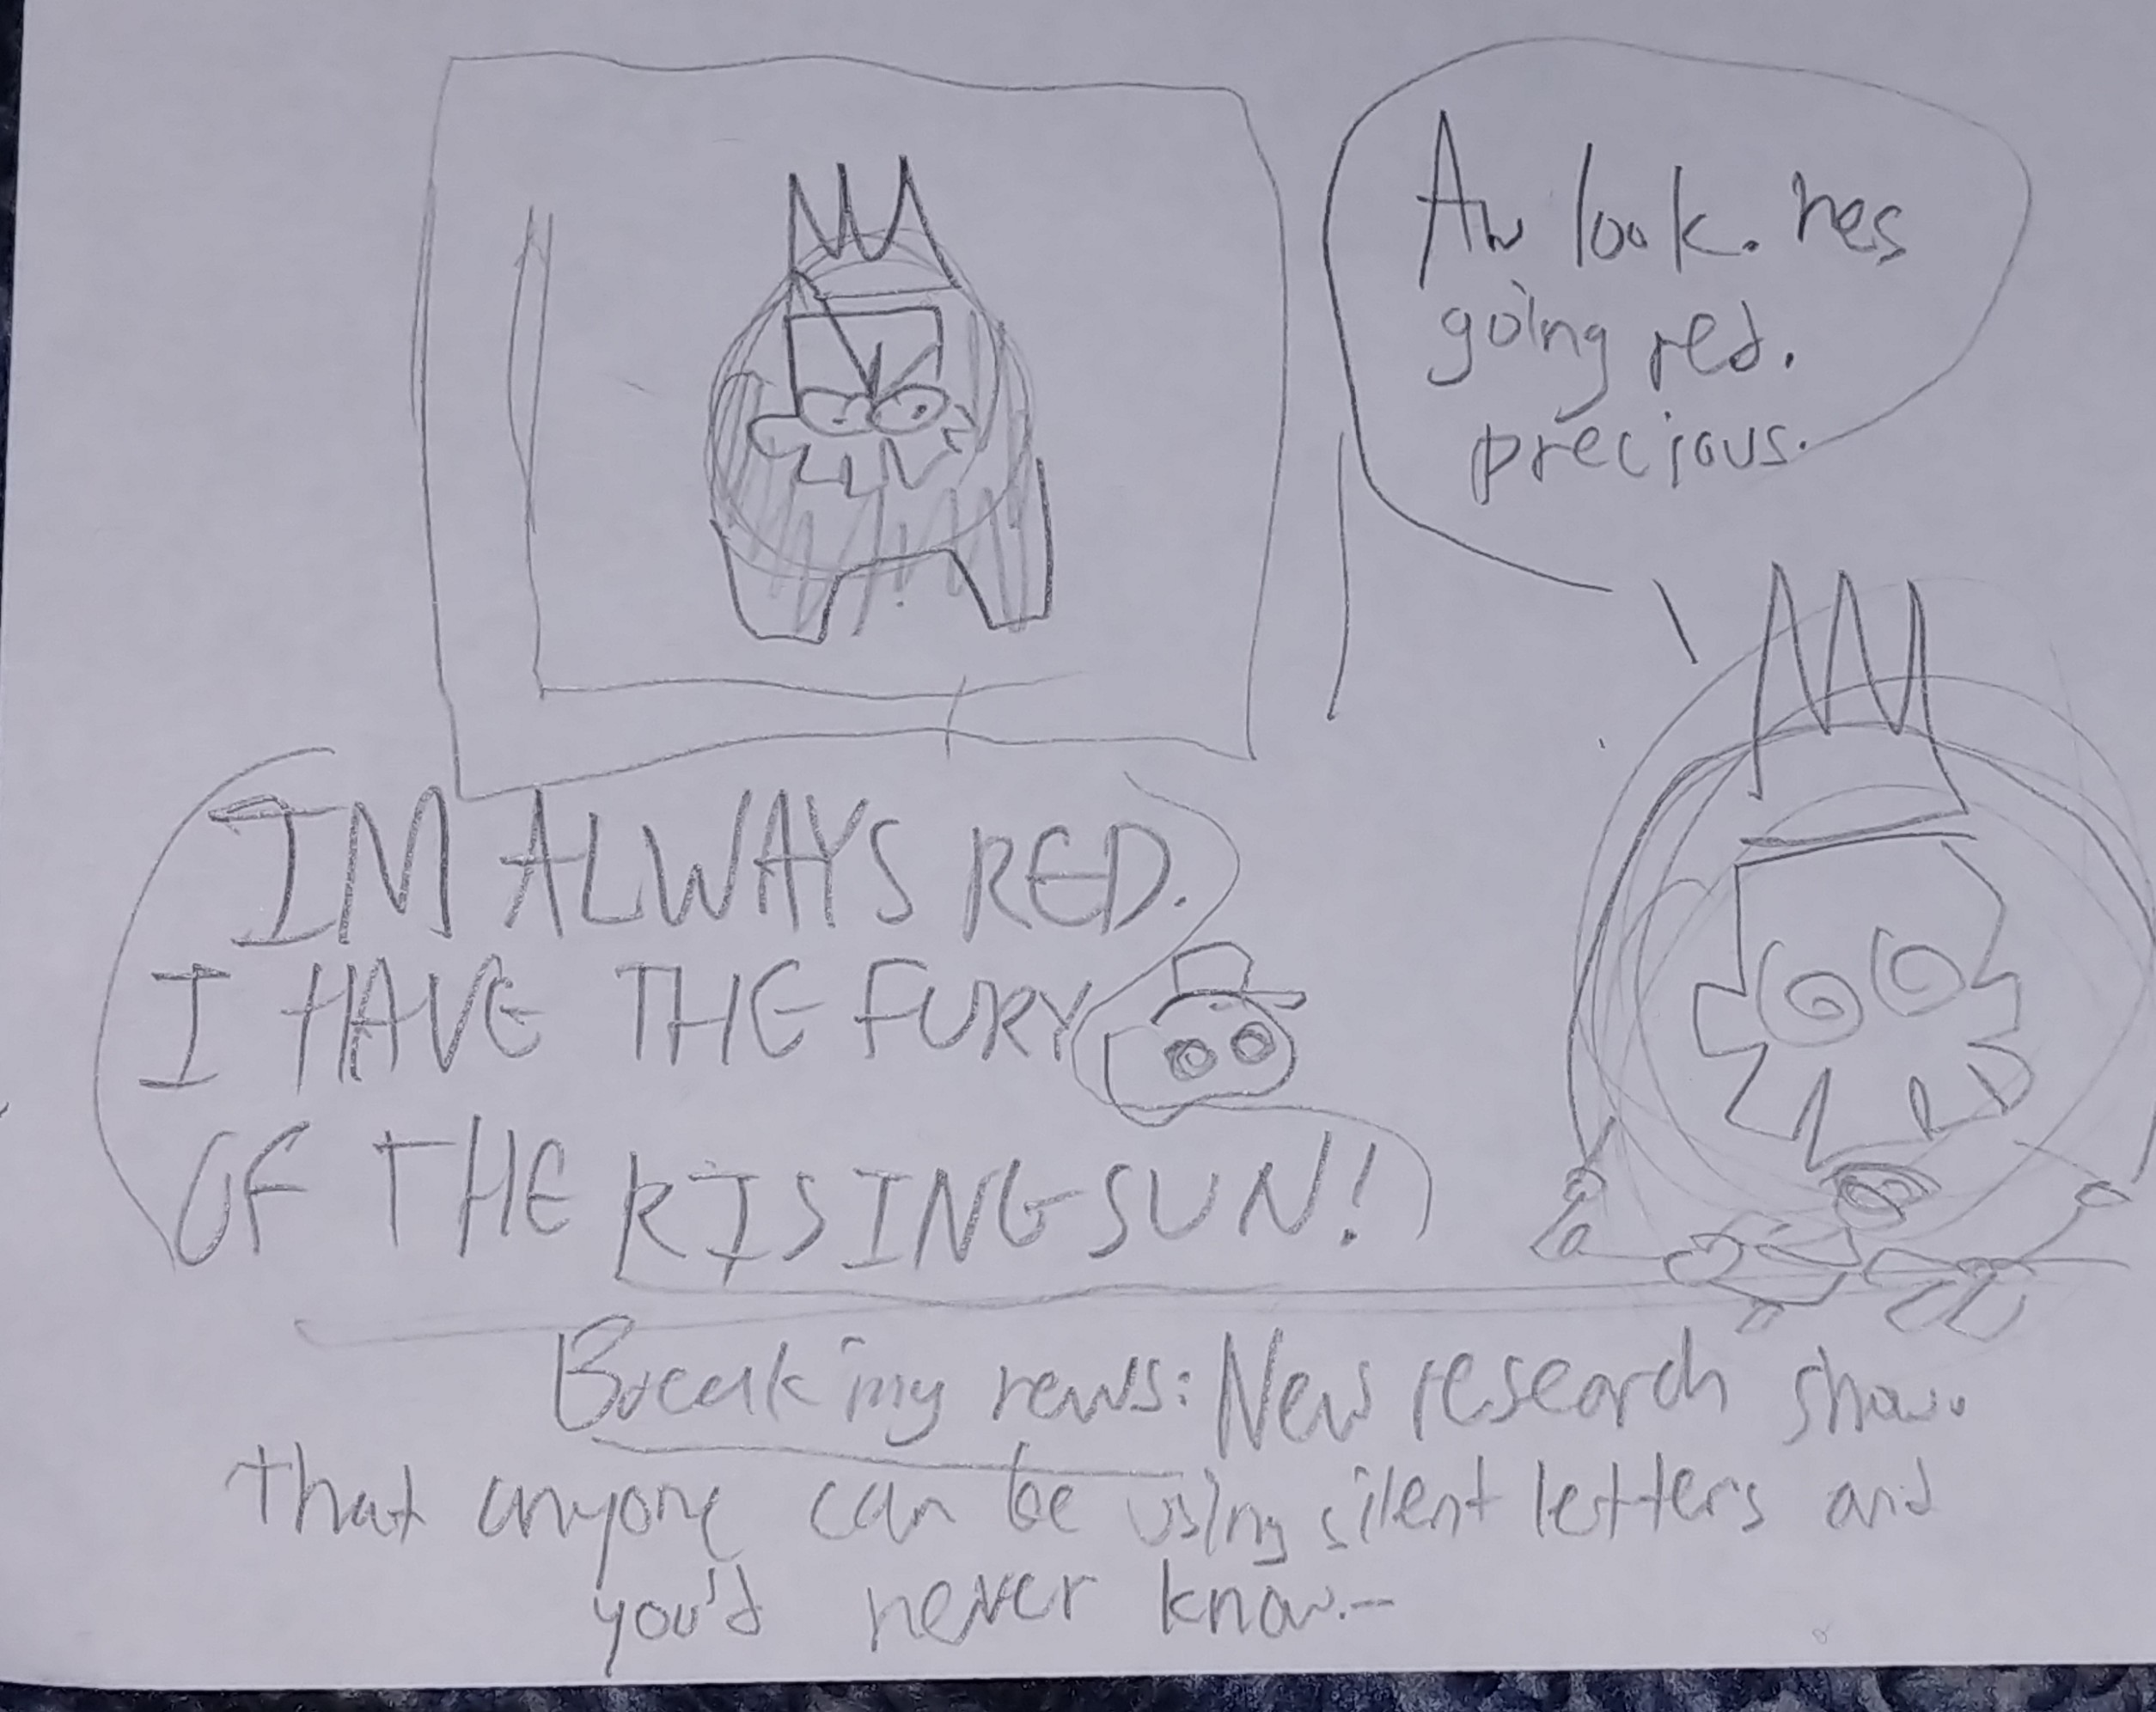 Aw look. hes
going red.
precious.
IM ALWAYS RED.
I HAVE THE FURY
OF THE RISING SUN!
Breaking news: New research show.
that anyone can be using silent letters and
you'd never know.-